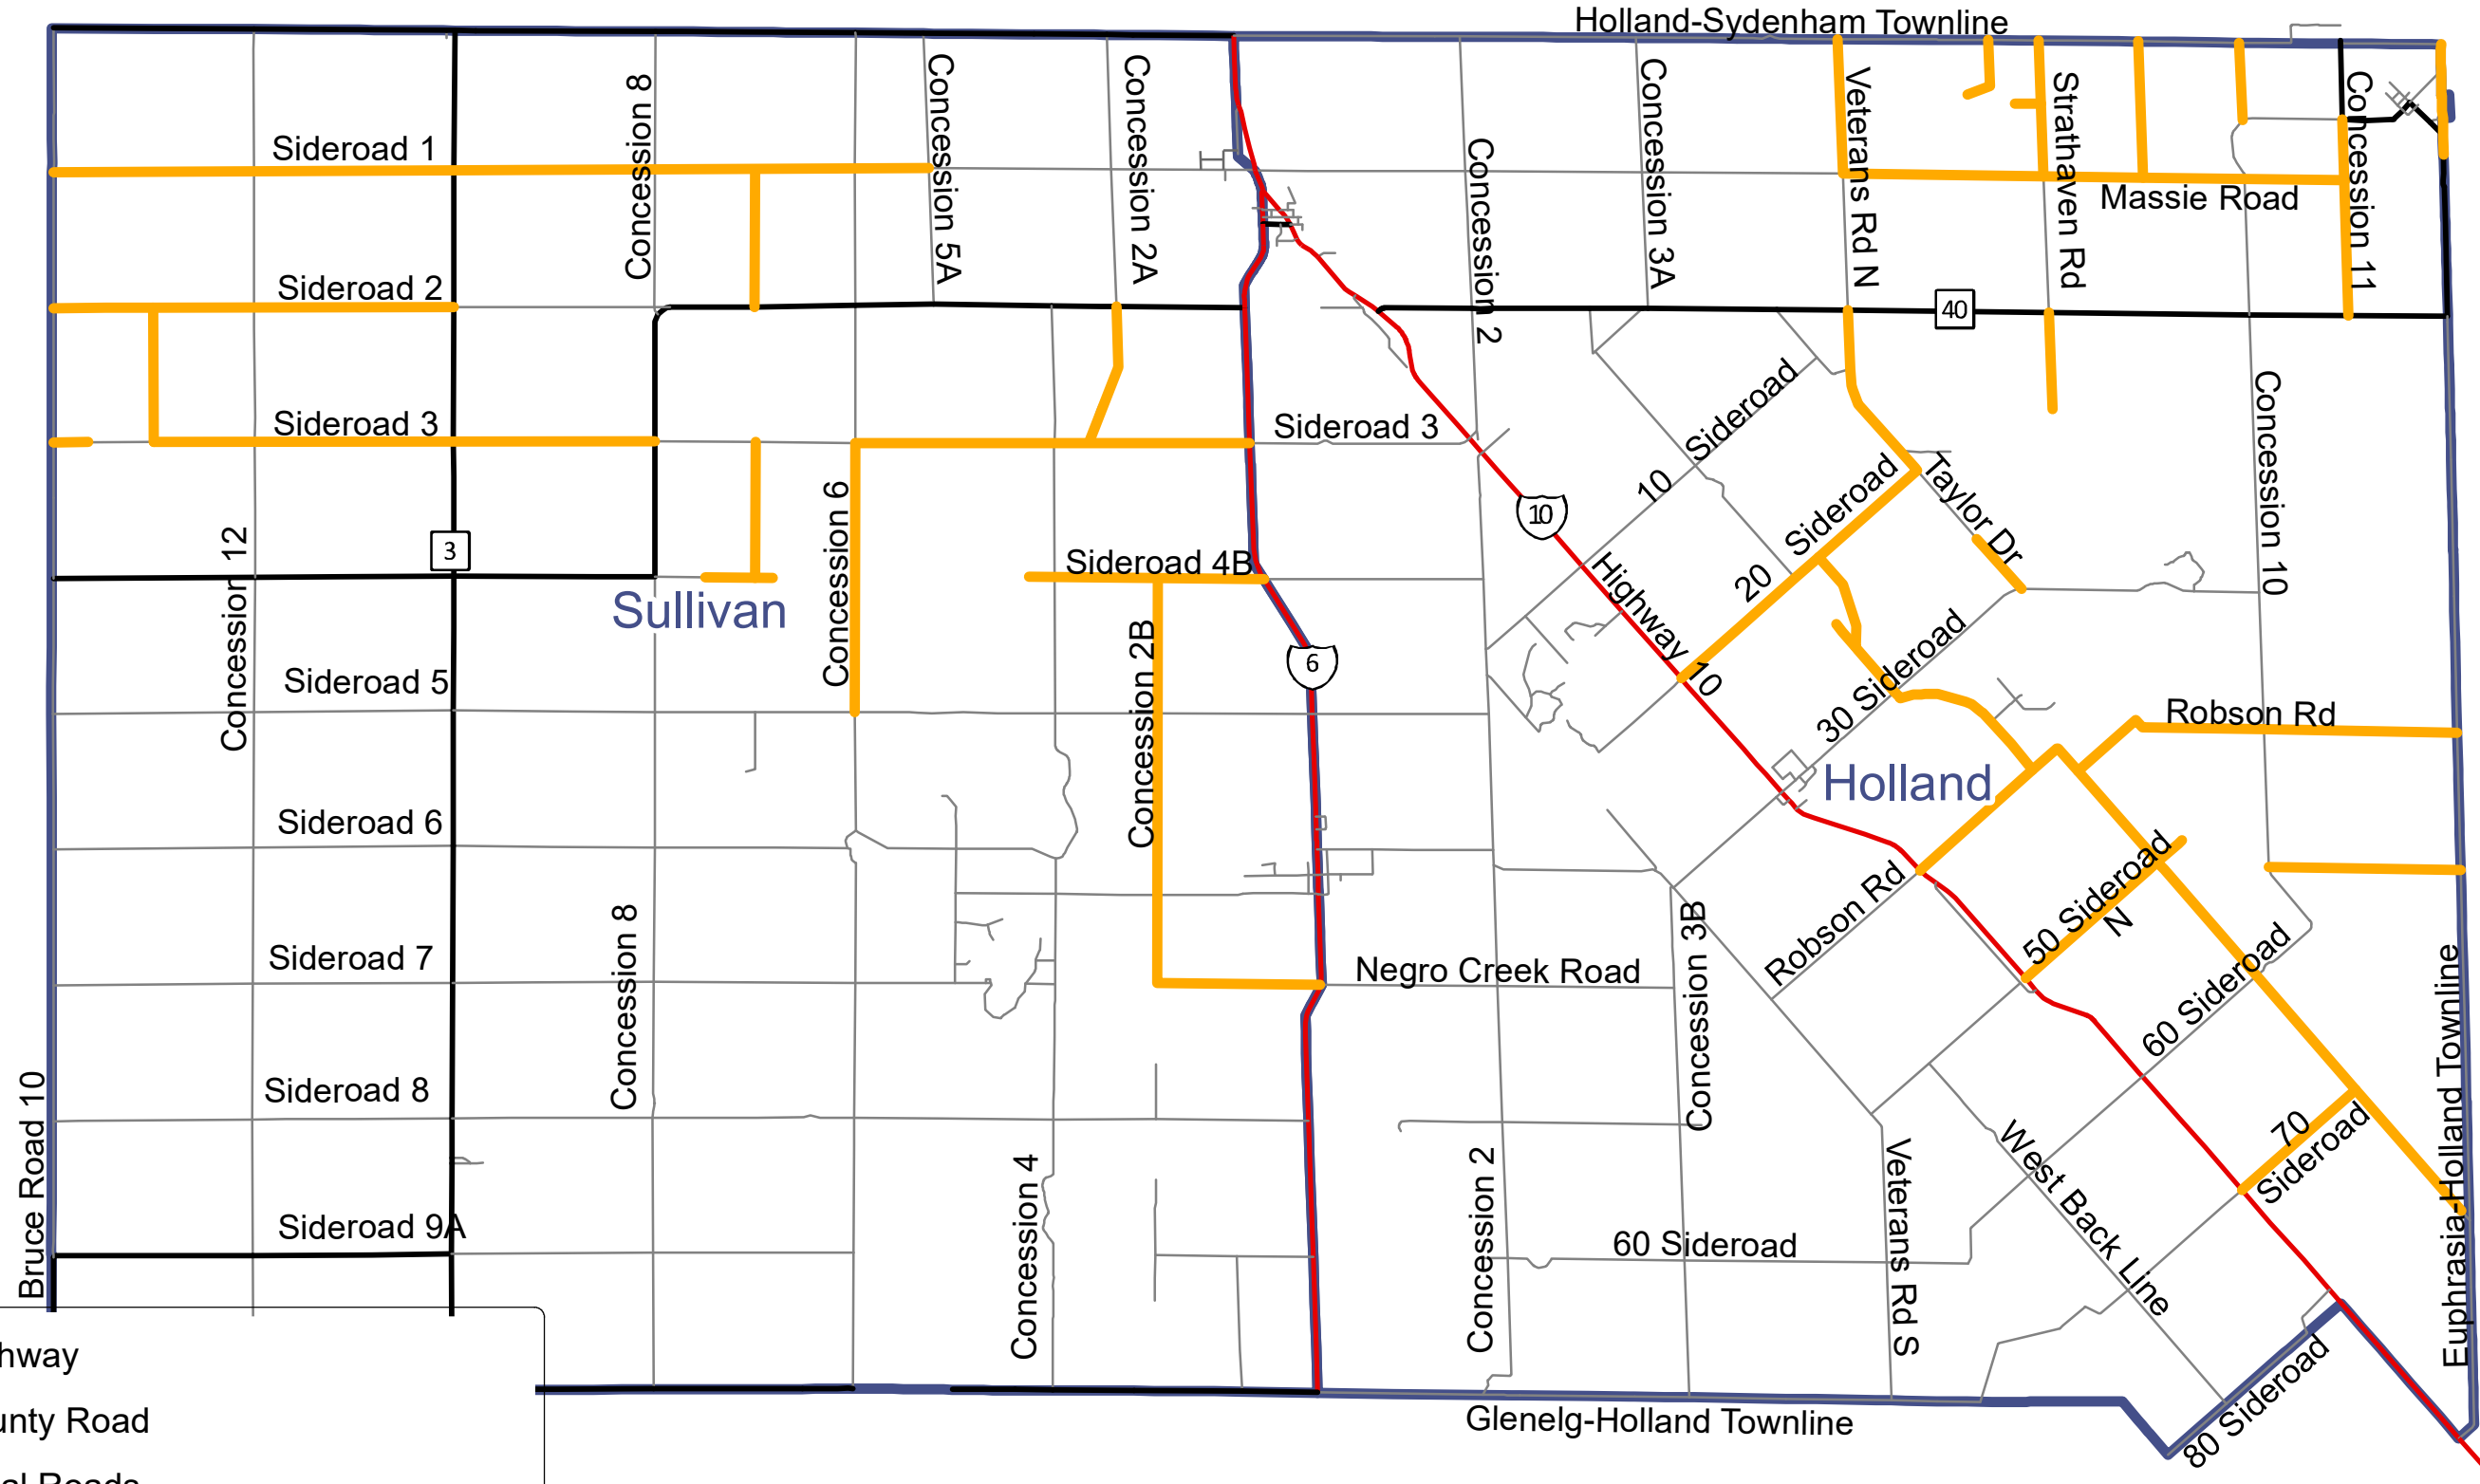 Holland-Sydenham Townline
Concession 8
Concession 5A
Concession 2A
Concession 2
Concession 3A
Veterans Rd N
Strathaven Rd
Concession 11
Sideroad 1
Massie Road
Sideroad 2
40
Sideroad 3
Sideroad 3
10 Sideroad
Concession 10
Concession 12
3
Concession 6
Sideroad 4B
10
Highway 10
20 Sideroad
Taylor Dr
Sullivan
Concession 2B
6
30 Sideroad
Sideroad 5
Robson Rd
Holland
Sideroad 6
Concession 8
Robson Rd
50 Sideroad
N
Sideroad 7
Negro Creek Road
Concession 3B
60 Sideroad
Euphrasia-Holland Townline
Bruce Road 10
Sideroad 8
Concession 4
Concession 2
Veterans Rd S
West Back Line
70
Sideroad
Sideroad 9A
60 Sideroad
80 Sideroad
Glenelg-Holland Townline
hway
unty Road
al Roads